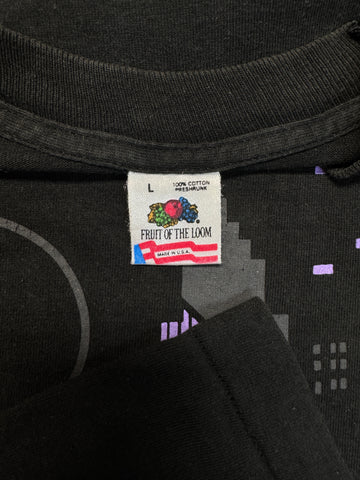 L
100% COTTON
PRESHRUNK
FRUIT OF THE LOOM
®
MADE IN U.S.A.